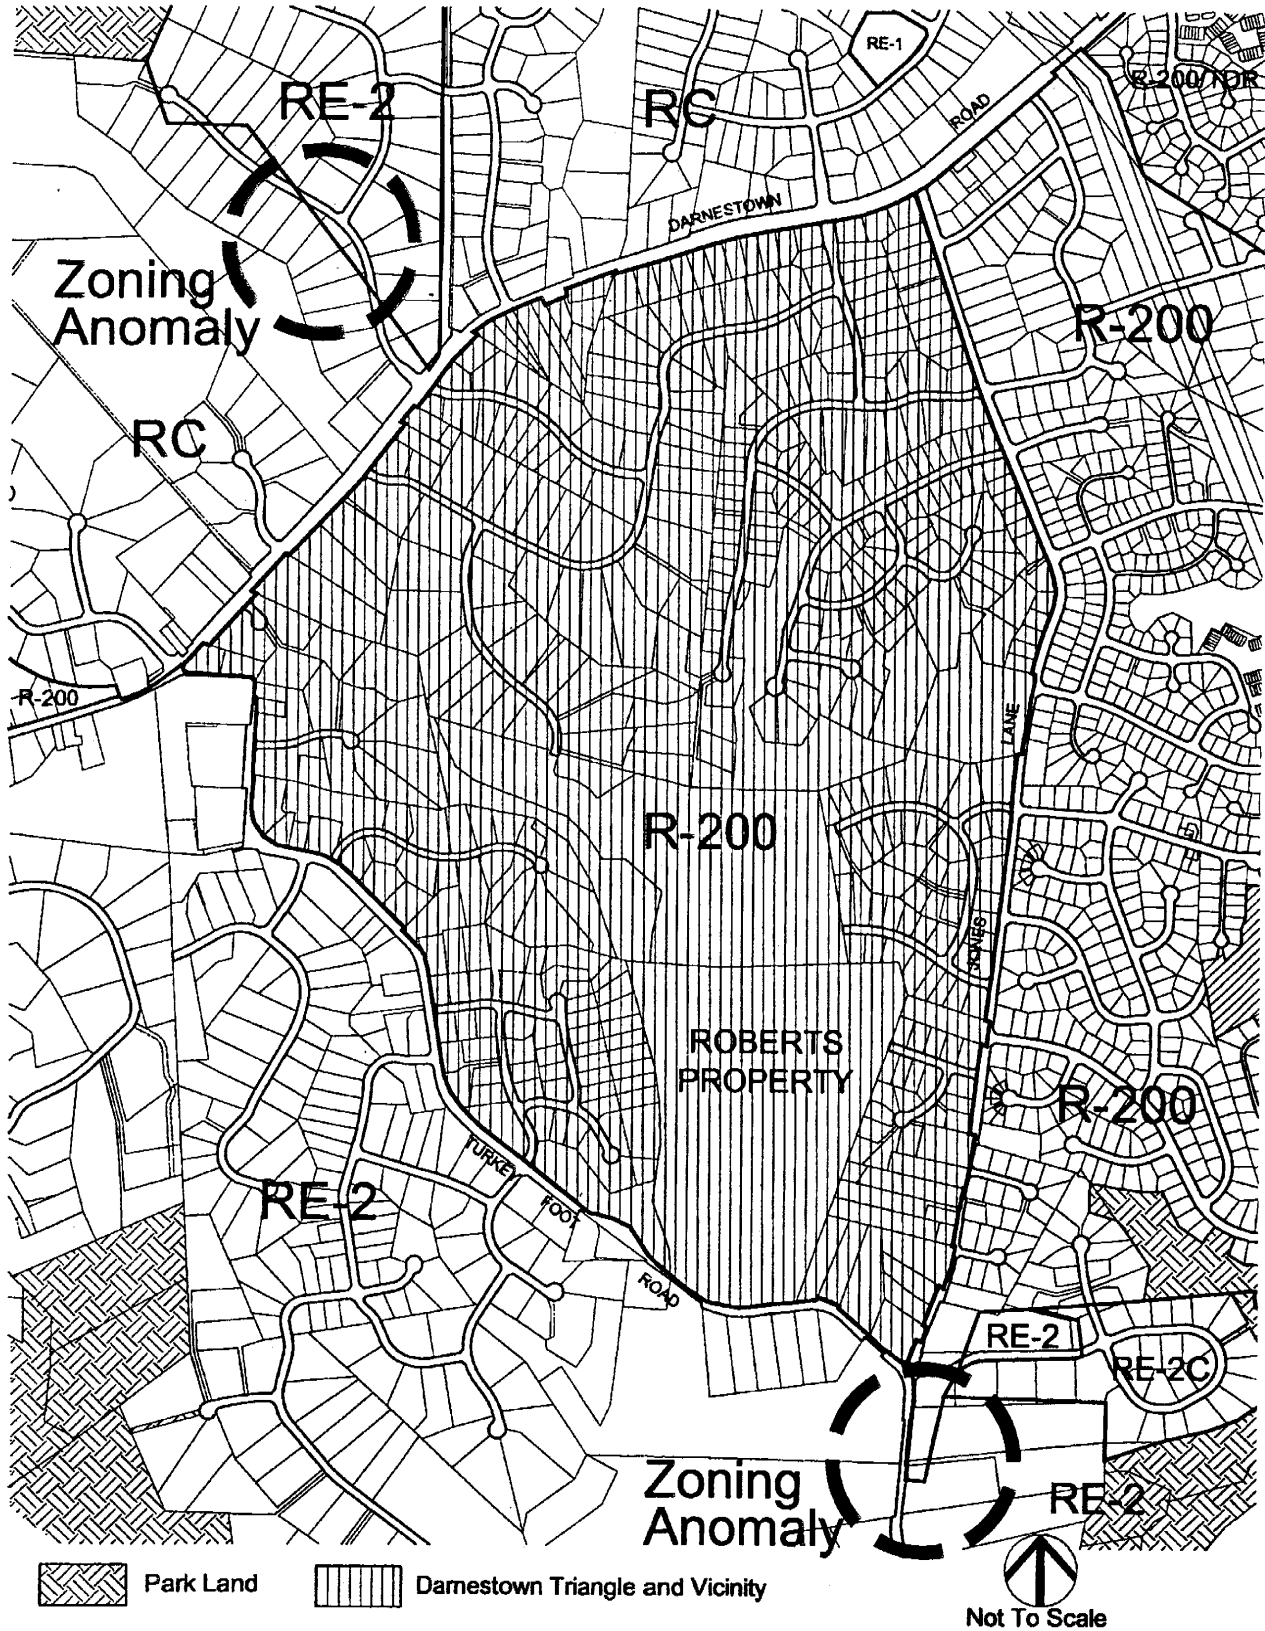 RE-1
R-200/TDR
RE-2
RC
ROAD
DARNESTOWN
Zoning
Anomaly
R-200
RC
R-200
LANE
R-200
JONES
ROBERTS
PROPERTY
R-200
TURKEY
FOOT
ROAD
RE-2
RE-2
RE-2C
Zoning
Anomaly
RE-2
Park Land
Darnestown Triangle and Vicinity
Not To Scale